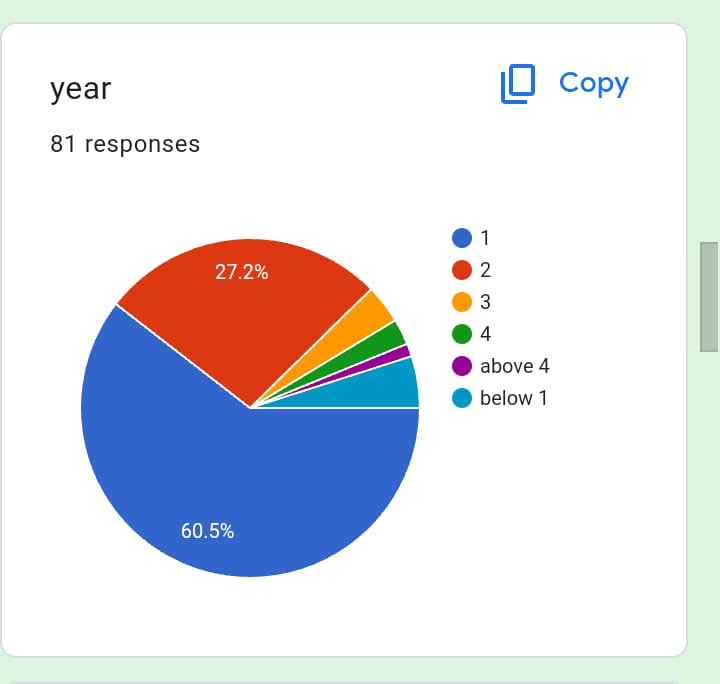 year
Copy
81 responses
27.2%
60.5%
1
2
3
4
above 4
below 1